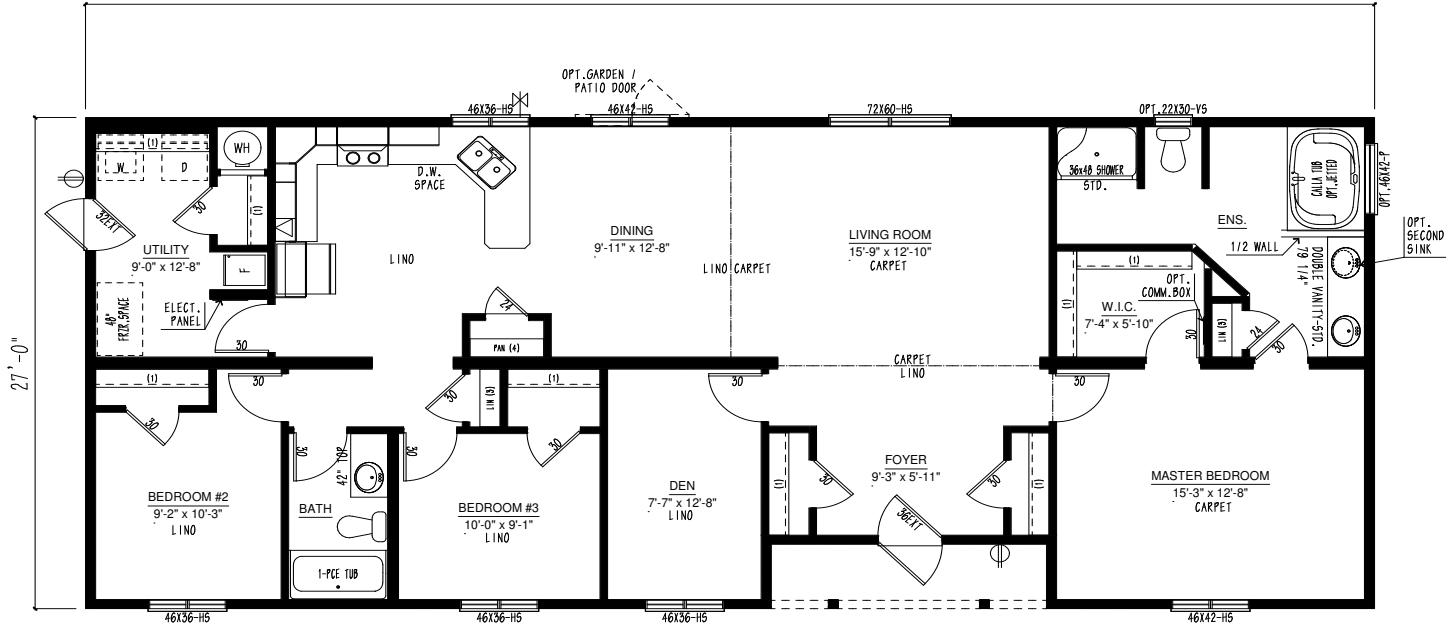 OPT.GARDEN /
PATIO DOOR
46X36-HS
46X42-HS
72X60-HS
OPT.22X30-VS
(1)
W
D
WH
30
(1)
32EXT
UTILITY
9'-0" x 12'-8"
F
48"
FRZR.SPACE
ELECT.
PANEL
30
D.W.
SPACE
LINO
24
PAN (4)
DINING
9'-11" x 12'-8"
LINO CARPET
LIVING ROOM
15'-9" x 12'-10"
CARPET
CARPET
LINO
36x48 SHOWER
STD.
ENS.
1/2 WALL
CALLA TUB
OPT.JETTED
OPT.46X42-P
OPT.
SECOND
SINK
DOUBLE VANITY-STD.
79 1/4"
(1)
(1)
OPT.
COMM.BOX
W.I.C.
7'-4" x 5'-10"
30
LIN (3)
24
30
27'-0"
(1)
30
30
BEDROOM #2
9'-2" x 10'-3"
LINO
30
42" TOP
BATH
1-PCE TUB
30
LIN (3)
(1)
30
30
BEDROOM #3
10'-0" x 9'-1"
LINO
30
DEN
7'-7" x 12'-8"
LINO
(1)
30
FOYER
9'-3" x 5'-11"
30
(1)
36EXT
30
MASTER BEDROOM
15'-3" x 12'-8"
CARPET
46X36-HS
46X36-HS
46X36-HS
46X42-HS